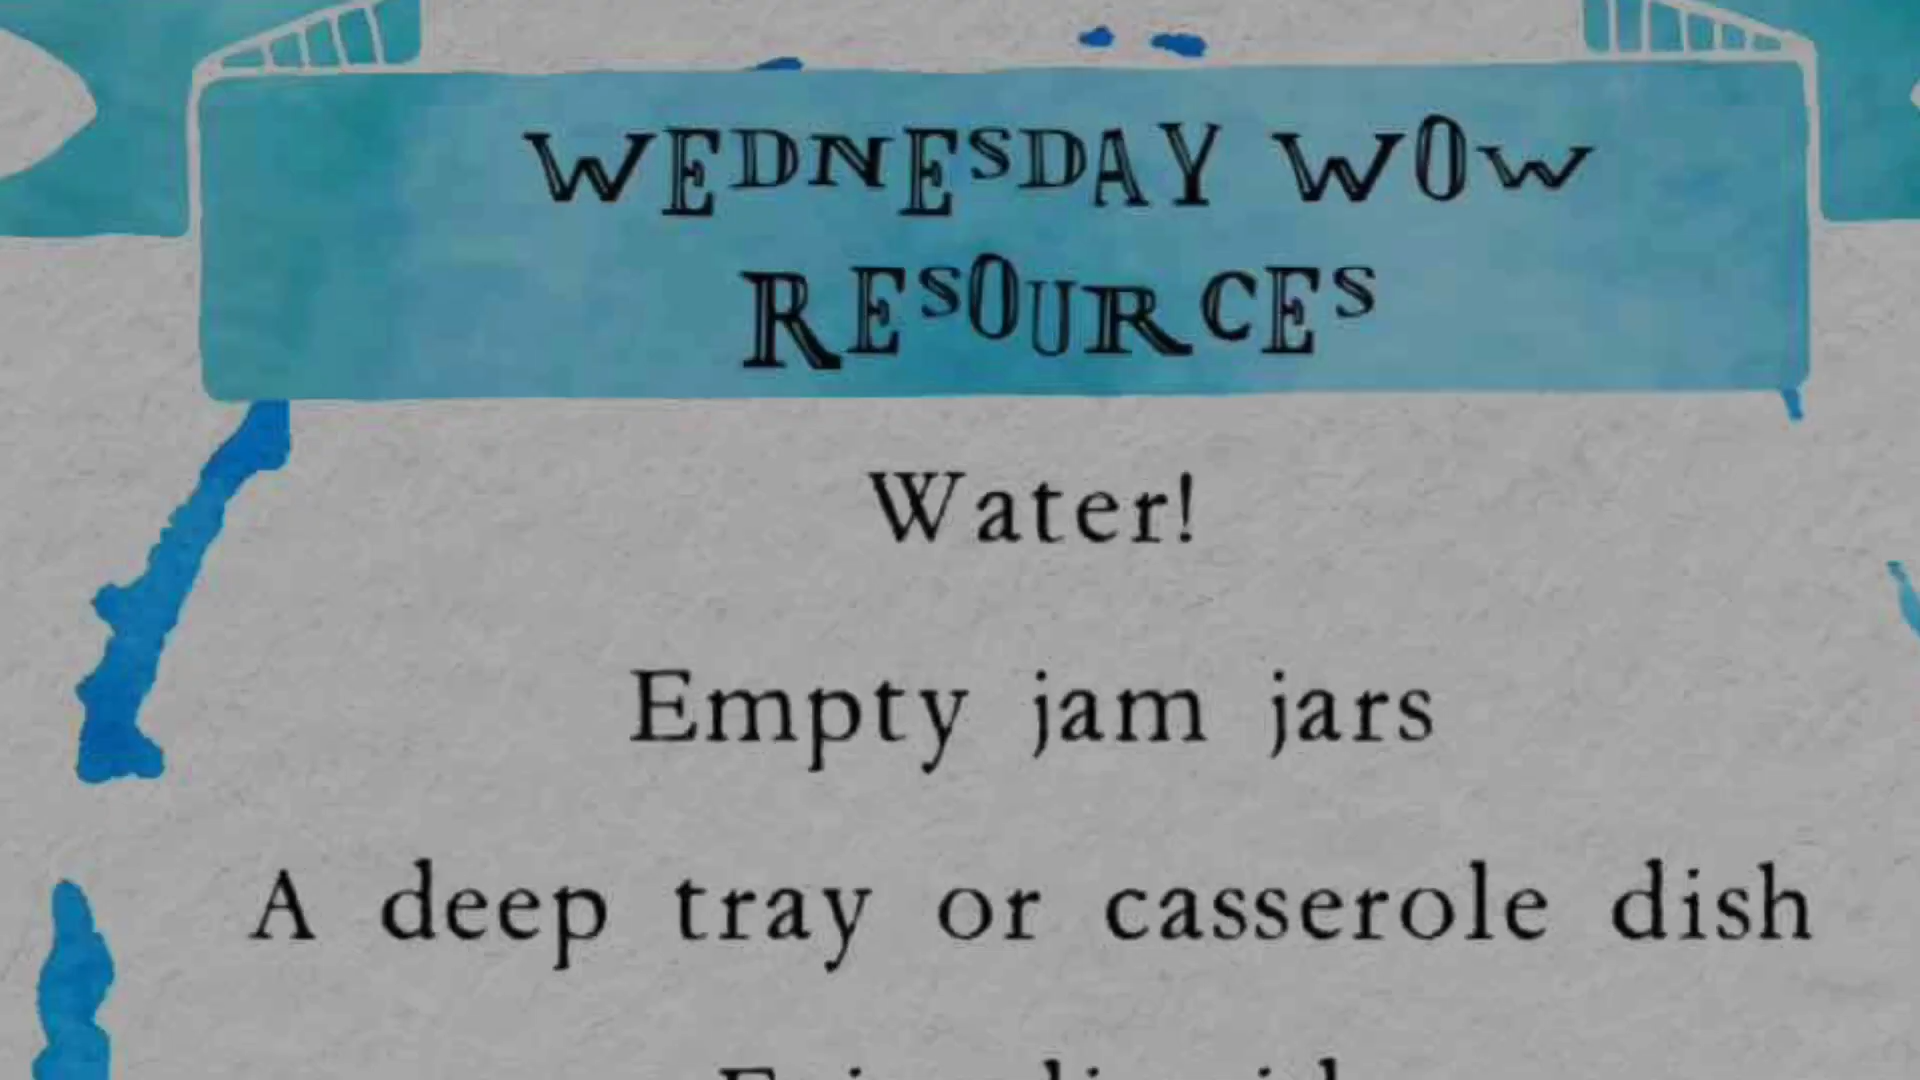 WEDNESDAY WOW
RESOURCES
Water!
Empty jam jars
A deep tray or casserole dish